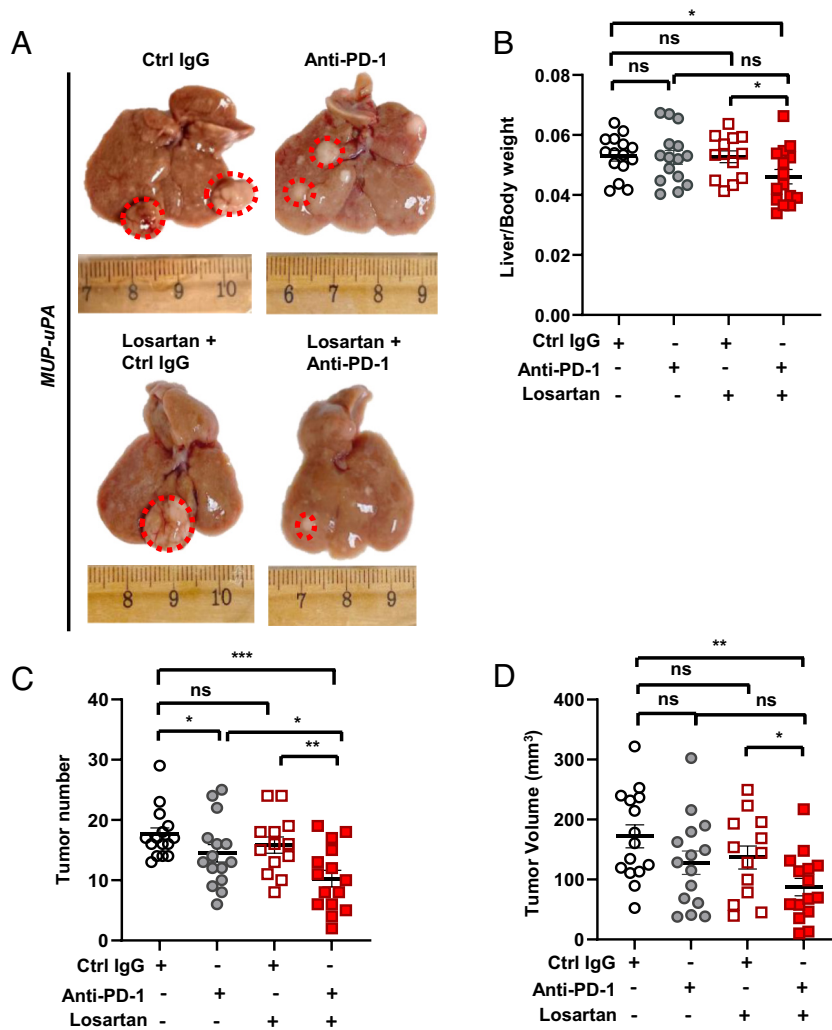 A
Ctrl IgG
Anti-PD-1
MUP-uPA
7 8 9 10
6 7 8 9
Losartan +
Ctrl IgG
Losartan +
Anti-PD-1
8 9 10
7 8 9
B
*
ns
ns
ns
*
0.08
0.06
0.04
0.02
0.00
Liver/Body weight
Ctrl IgG + - + +
Anti-PD-1 - + - +
Losartan - - + +
C
***
ns
*
*
**
40
30
20
10
0
Tumor number
Ctrl IgG + - + -
Anti-PD-1 - + - +
Losartan - - + +
D
**
ns
ns
ns
*
400
300
200
100
0
Tumor Volume (mm³)
Ctrl IgG + - + -
Anti-PD-1 - + - +
Losartan - - + +